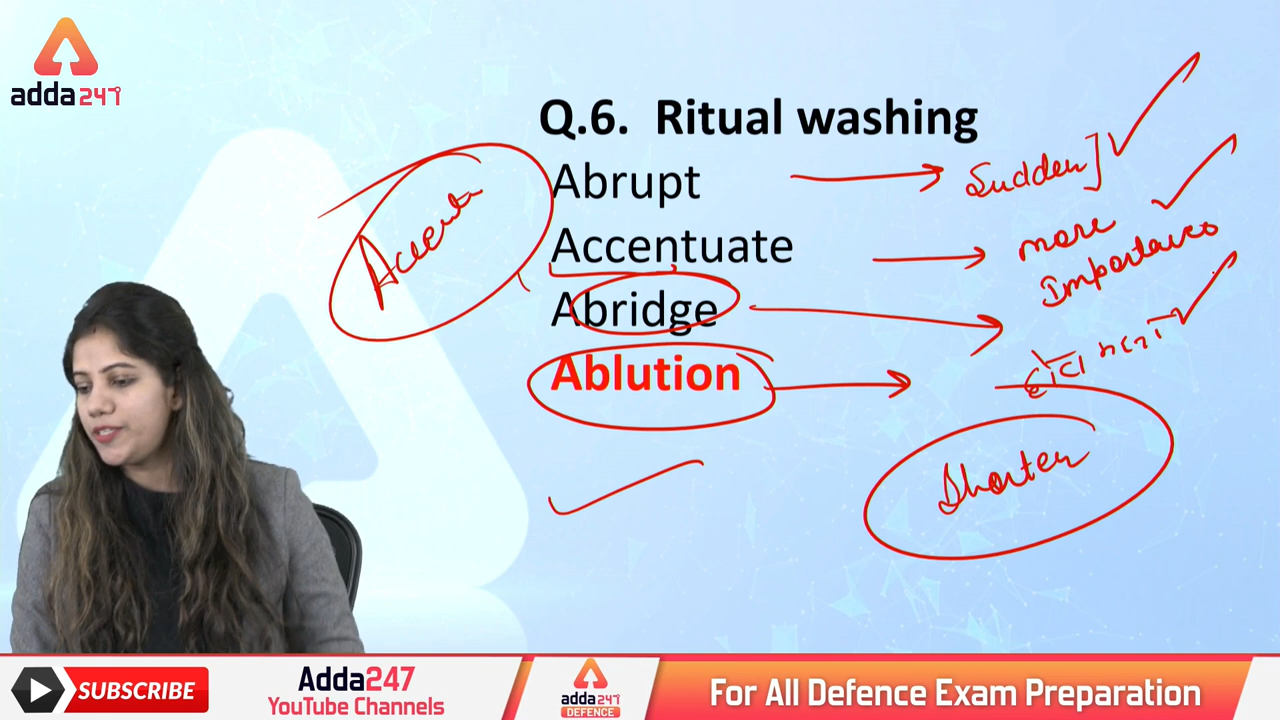 adda247
Q.6. Ritual washing
Abrupt
Sudden]
Accentuate
more
Importance
Accent
Abridge
Ablution
Shorten
SUBSCRIBE
Adda247
YouTube Channels
adda247
DEFENCE
For All Defence Exam Preparation